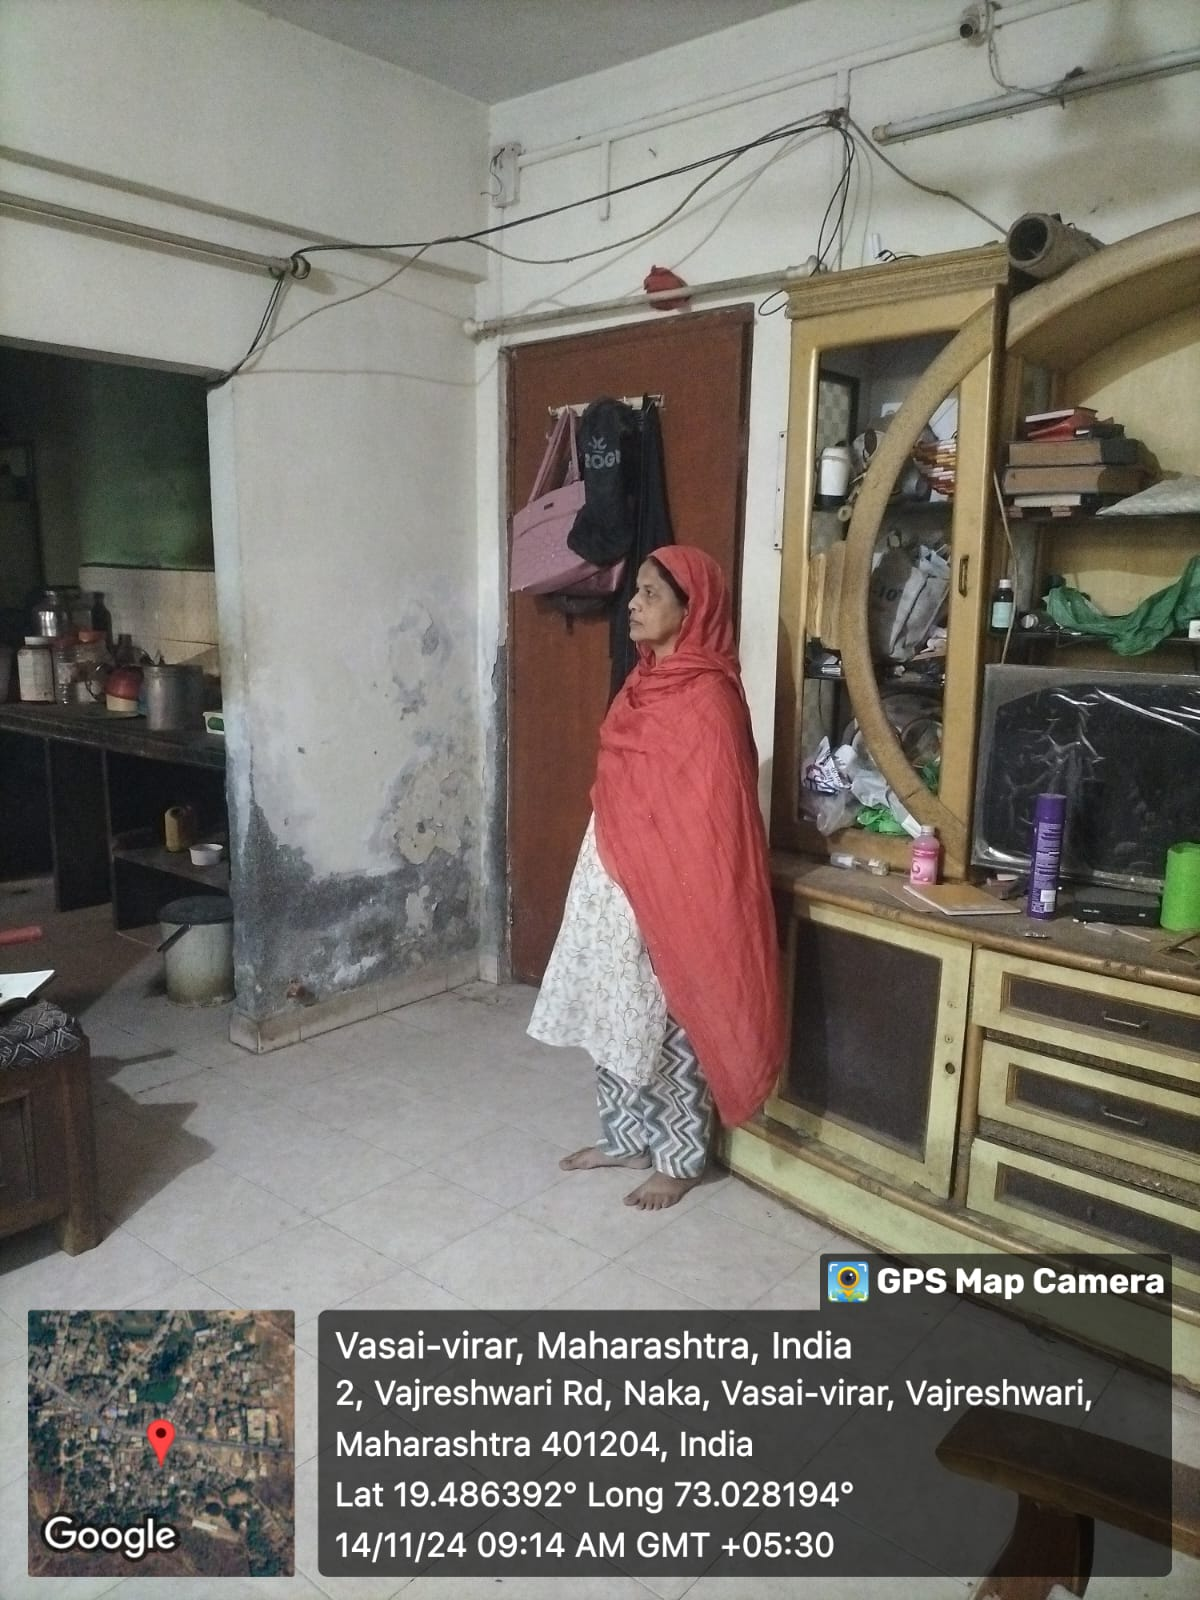 ROGU
GPS Map Camera
Vasai-virar, Maharashtra, India
2, Vajreshwari Rd, Naka, Vasai-virar, Vajreshwari,
Maharashtra 401204, India
Lat 19.486392° Long 73.028194°
14/11/24 09:14 AM GMT +05:30
Google